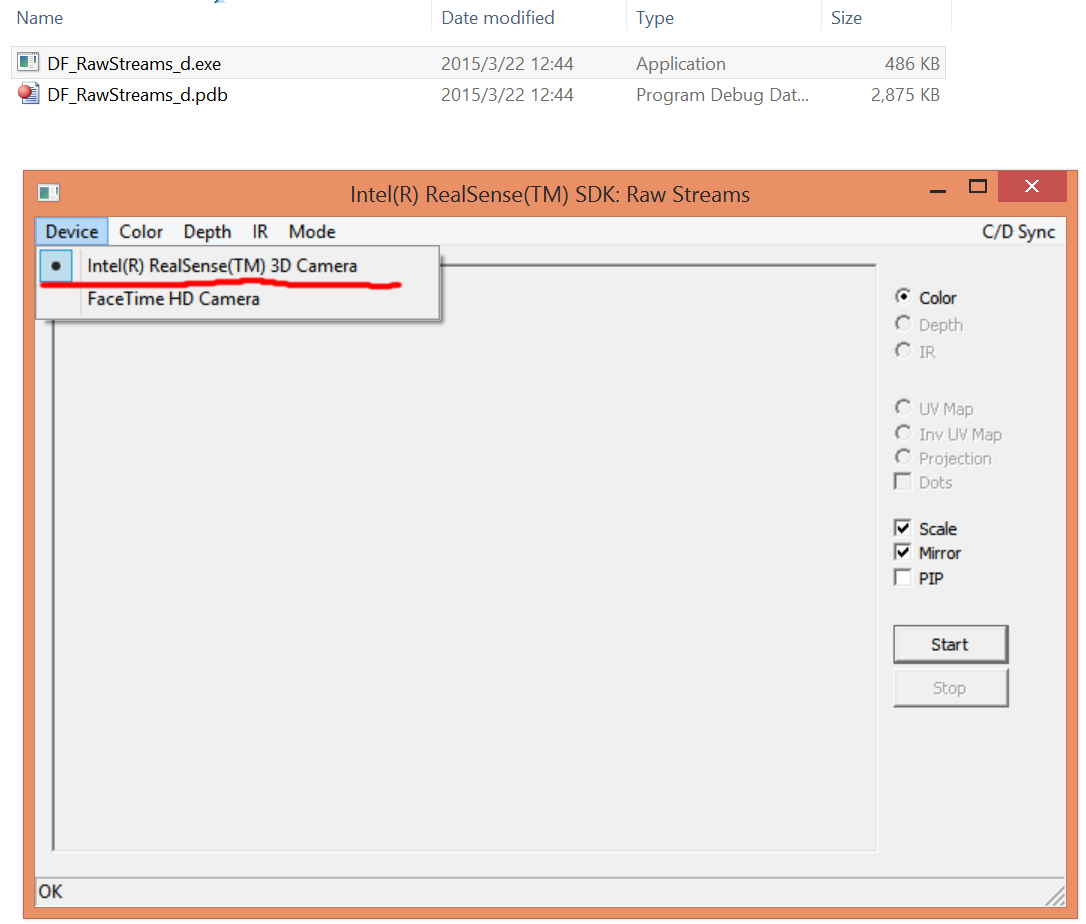 Name Date modified Type Size
DF_RawStreams_d.exe 2015/3/22 12:44 Application 486 KB
DF_RawStreams_d.pdb 2015/3/22 12:44 Program Debug Dat... 2,875 KB
Intel(R) RealSense(TM) SDK: Raw Streams
Device Color Depth IR Mode C/D Sync
Intel(R) RealSense(TM) 3D Camera
FaceTime HD Camera
Color
Depth
IR
UV Map
Inv UV Map
Projection
Dots
Scale
Mirror
PIP
Start
Stop
OK